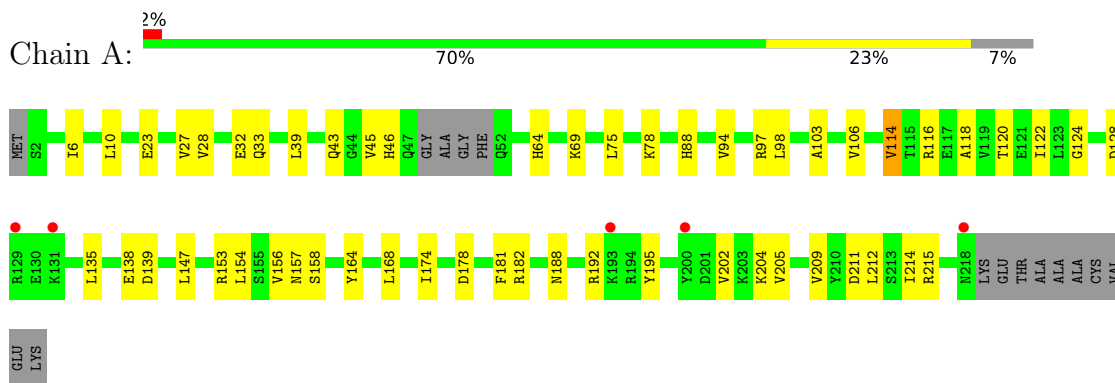 2%
Chain A:
70% 23% 7%
MET S2 I6 L10 E23 V27 V28 E32 Q33 L39 Q43 G44 V45 H46 Q47 GLY ALA GLY PHE Q52 H64 K69 L75 K78 H88 V94 R97 L98 A103 V106 V114 T115 R116 E117 A118 V119 T120 E121 I122 L123 G124 D128
R129 E130 K131 L135 E138 D139 L147 R153 L154 S155 V156 N157 S158 Y164 L168 I174 D178 F181 R182 N188 R192 K193 R194 Y195 Y200 D201 V202 K203 K204 V205 V209 Y210 D211 L212 S213 I214 R215 N218 LYS GLU THR ALA ALA ALA CYS VAL
GLU LYS